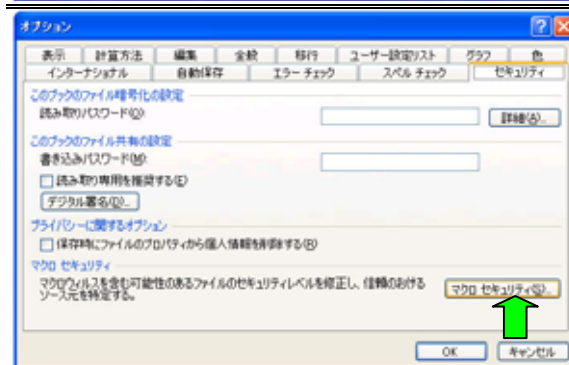 オプション
表示 計算方法 編集 全般 移行 ユーザー設定リスト グラフ 色
インターナショナル 自動保存 エラー チェック スペル チェック セキュリティ
このブックのファイル暗号化の設定
読み取りパスワード(O):
詳細(A)...
このブックのファイル共有の設定
書き込みパスワード(M):
読み取り専用を推奨する(E)
デジタル署名(D)...
プライバシーに関するオプション
保存時にファイルのプロパティから個人情報を削除する(R)
マクロ セキュリティ
マクロウィルスを含む可能性のあるファイルのセキュリティレベルを修正し、信頼のおける
ソース元を特定する。
マクロ セキュリティ(S)...
OK キャンセル